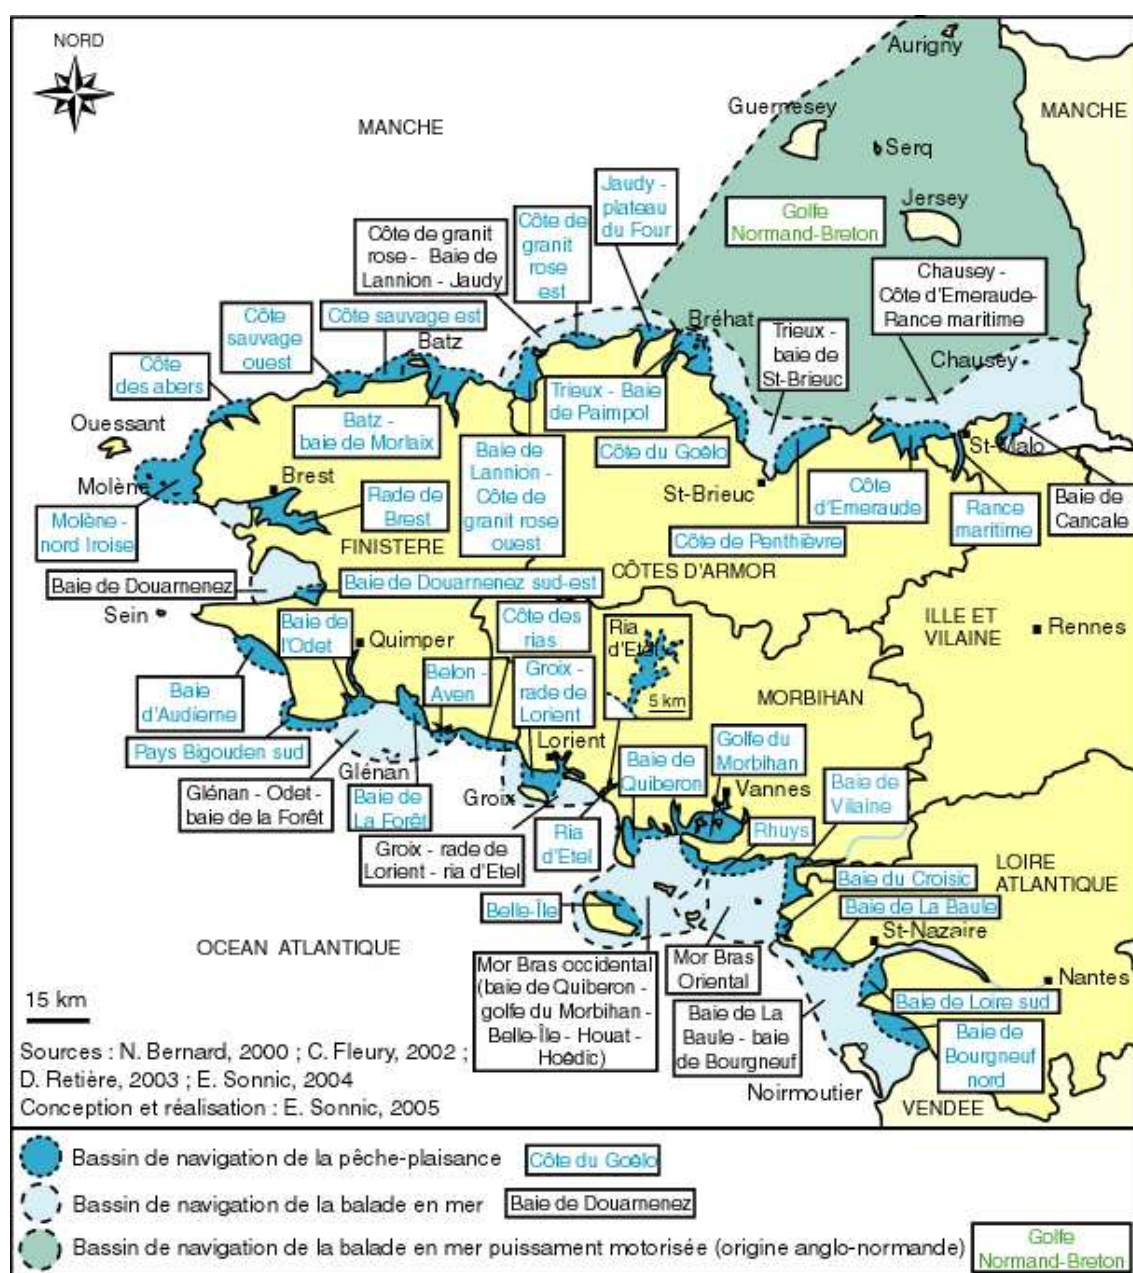 NORD
MANCHE
Aurigny
Guernesey
MANCHE
Serq
Jaudy -
plateau
du Four
Jersey
Golfe
Normand-Breton
Côte de
granit
rose
est
Côte de granit
rose - Baie de
Lannion - Jaudy
Chausey -
Côte d'Emeraude-
Rance maritime
Côte sauvage est
Côte
sauvage
ouest
Batz
Bréhat
Trieux -
baie de
St-Brieuc
Chausey
Côte
des abers
Trieux - Baie
de Paimpol
Batz -
baie de Morlaix
Ouessant
Baie de
Lannion -
Côte de
granit rose
ouest
Côte du Goëlo
St-Malo
Molène
Brest
St-Brieuc
Côte
d'Emeraude
Rance
maritime
Baie de
Cancale
Rade de
Brest
Molène -
nord Iroise
FINISTERE
Côte de Penthièvre
Baie de Douarnenez
Baie de Douarnenez sud-est
CÔTES D'ARMOR
Sein
Baie de
l'Odet
Quimper
Côte des
rias
Ria
d'Etel
5 km
ILLE ET
VILAINE
Rennes
Belon -
Aven
Groix -
rade de
Lorient
MORBIHAN
Baie
d'Audierne
Pays Bigouden sud
Lorient
Golfe du
Morbihan
Baie de
Quiberon
Vannes
Baie de
Vilaine
Glénan
Glénan - Odet -
baie de la Forêt
Baie de
La Forêt
Groix
Groix - rade de
Lorient - ria d'Etel
Ria
d'Etel
Rhuys
LOIRE
ATLANTIQUE
Baie du Croisic
Belle-Île
Baie de La Baule
St-Nazaire
OCEAN ATLANTIQUE
Mor Bras occidental
(baie de Quiberon -
golfe du Morbihan -
Belle-Île - Houat -
Hoëdic)
Mor Bras
Oriental
Nantes
Baie de La
Baule - baie
de Bourgneuf
Baie de Loire sud
15 km
Baie de
Bourgneuf
nord
Noirmoutier
VENDEE
Sources : N. Bernard, 2000 ; C. Fleury, 2002 ;
D. Retière, 2003 ; E. Sonnic, 2004
Conception et réalisation : E. Sonnic, 2005
Bassin de navigation de la pêche-plaisance Côte du Goëlo
Bassin de navigation de la balade en mer Baie de Douarnenez
Bassin de navigation de la balade en mer puissament motorisée (origine anglo-normande) Golfe
Normand-Breton